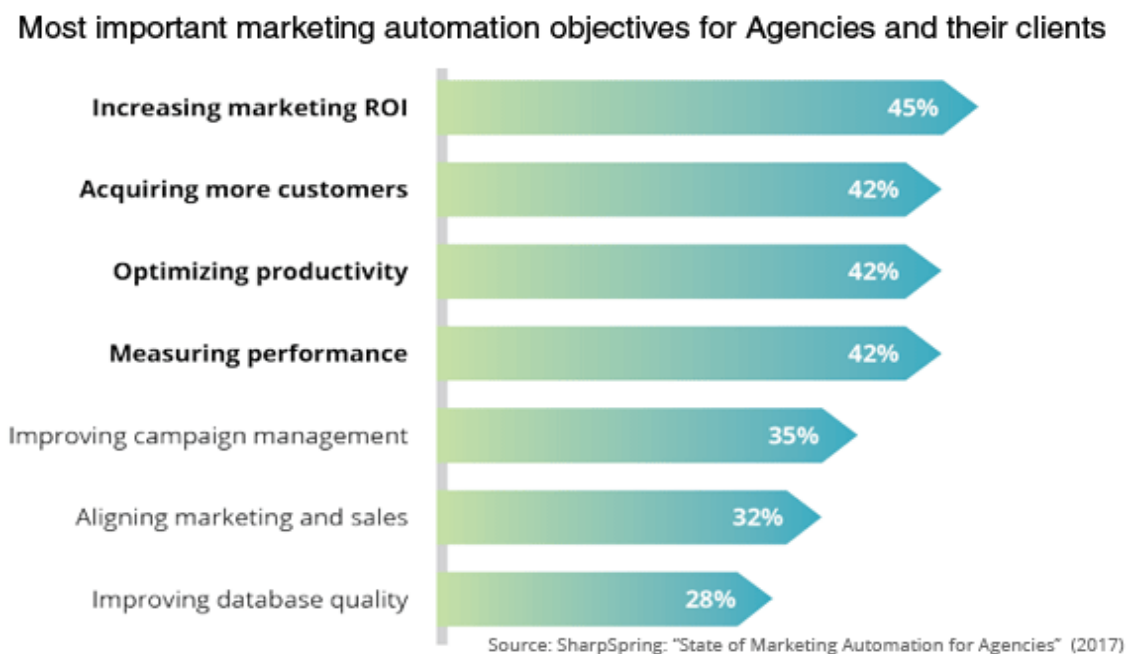 Most important marketing automation objectives for Agencies and their clients
Increasing marketing ROI 45%
Acquiring more customers 42%
Optimizing productivity 42%
Measuring performance 42%
Improving campaign management 35%
Aligning marketing and sales 32%
Improving database quality 28%
Source: SharpSpring: “State of Marketing Automation for Agencies” (2017)